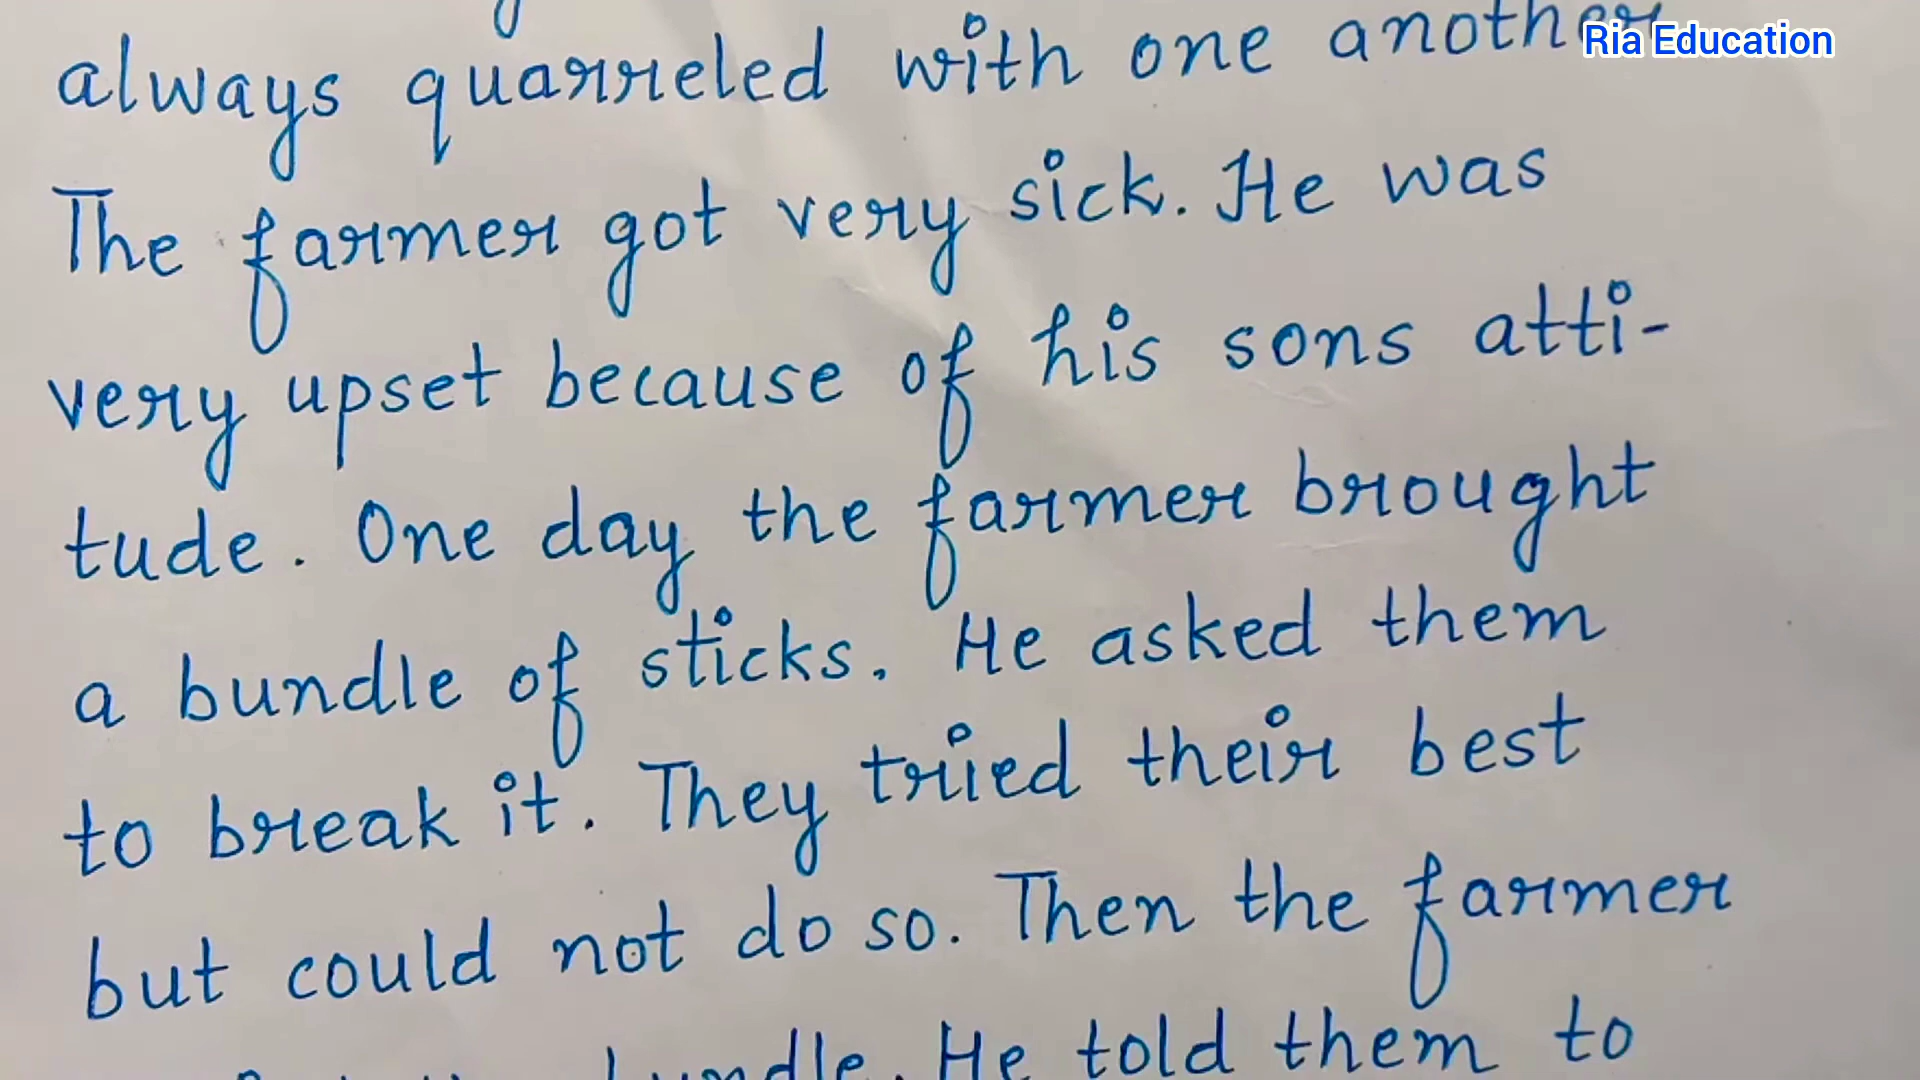 always quarreled with one another
Ria Education
The farmer got very sick. He was
very upset because of his sons atti-
tude. One day the farmer brought
a bundle of sticks. He asked them
to break it. They tried their best
but could not do so. Then the farmer
bundle. He told them to